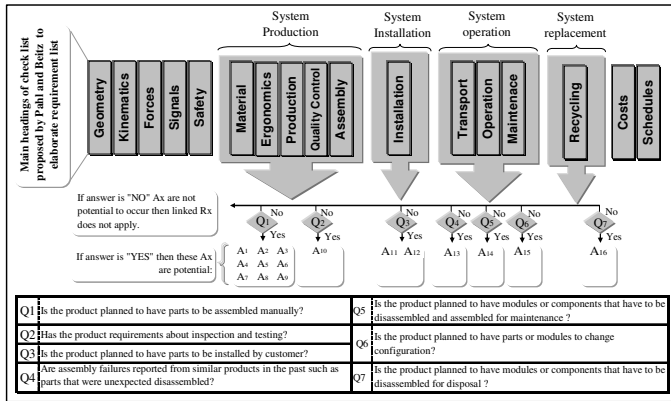 System
Production
System
Installation
System
operation
System
replacement
Main headings of check list
proposed by Pahl and Beitz to
elaborate requirement list
Geometry
Kinematics
Forces
Signals
Safety
Material
Ergonomics
Production
Quality Control
Assembly
Installation
Transport
Operation
Maintenace
Recycling
Costs
Schedules
If answer is "NO" Ax are not
potential to occur then linked Rx
does not apply.
No No No No No No No
Q1 Q2 Q3 Q4 Q5 Q6 Q7
Yes Yes Yes Yes Yes Yes Yes
If answer is "YES" then these Ax
are potential:
A1 A2 A3
A4 A5 A6
A7 A8 A9
A10
A11 A12
A13
A14
A15
A16
Q1 Is the product planned to have parts to be assembled manually?
Q2 Has the product requirements about inspection and testing?
Q3 Is the product planned to have parts to be installed by customer?
Q4 Are assembly failures reported from similar products in the past such as
parts that were unexpected disassembled?
Q5 Is the product planned to have modules or components that have to be
disassembled and assembled for maintenance ?
Q6 Is the product planned to have parts or modules to change
configuration?
Q7 Is the product planned to have modules or components that have to be
disassembled for disposal ?